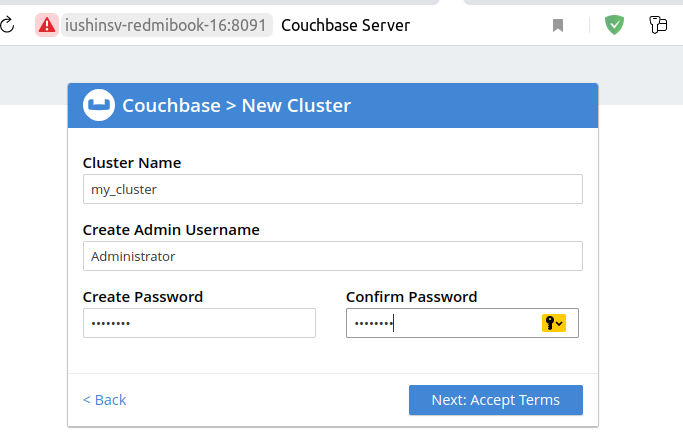 iushinsv-redmibook-16:8091 Couchbase Server
Couchbase > New Cluster
Cluster Name
my_cluster
Create Admin Username
Administrator
Create Password Confirm Password
•••••••• ••••••••
< Back Next: Accept Terms